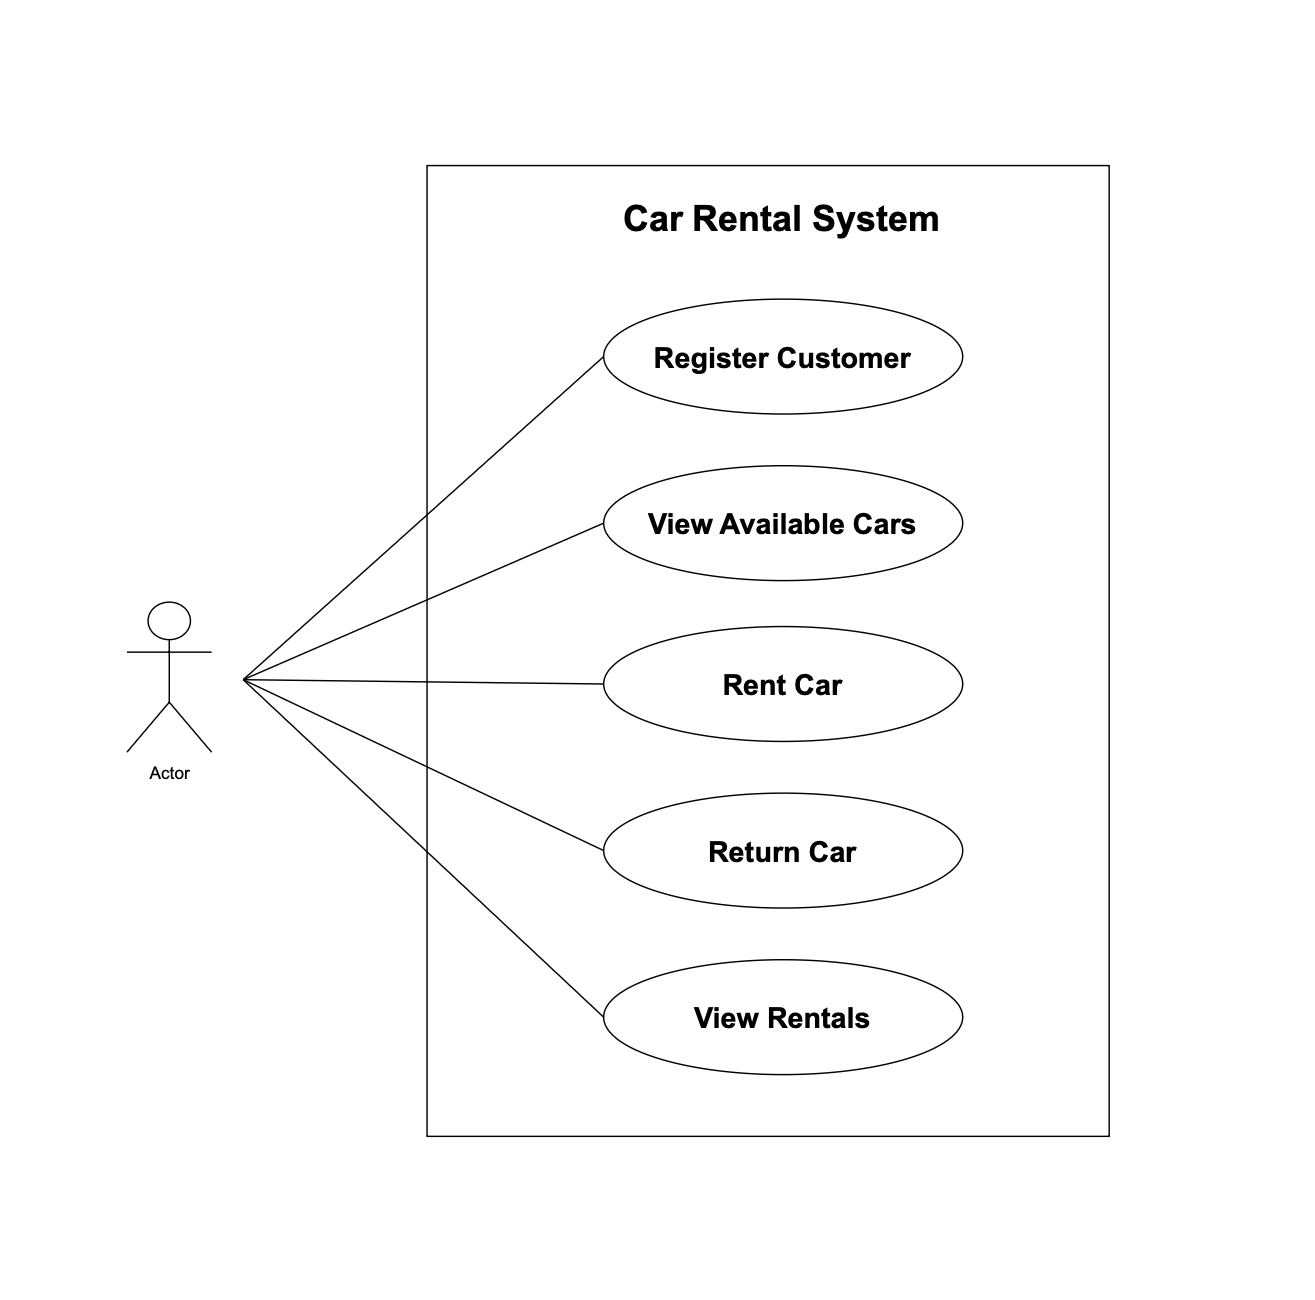 Car Rental System
Register Customer
View Available Cars
Rent Car
Actor
Return Car
View Rentals